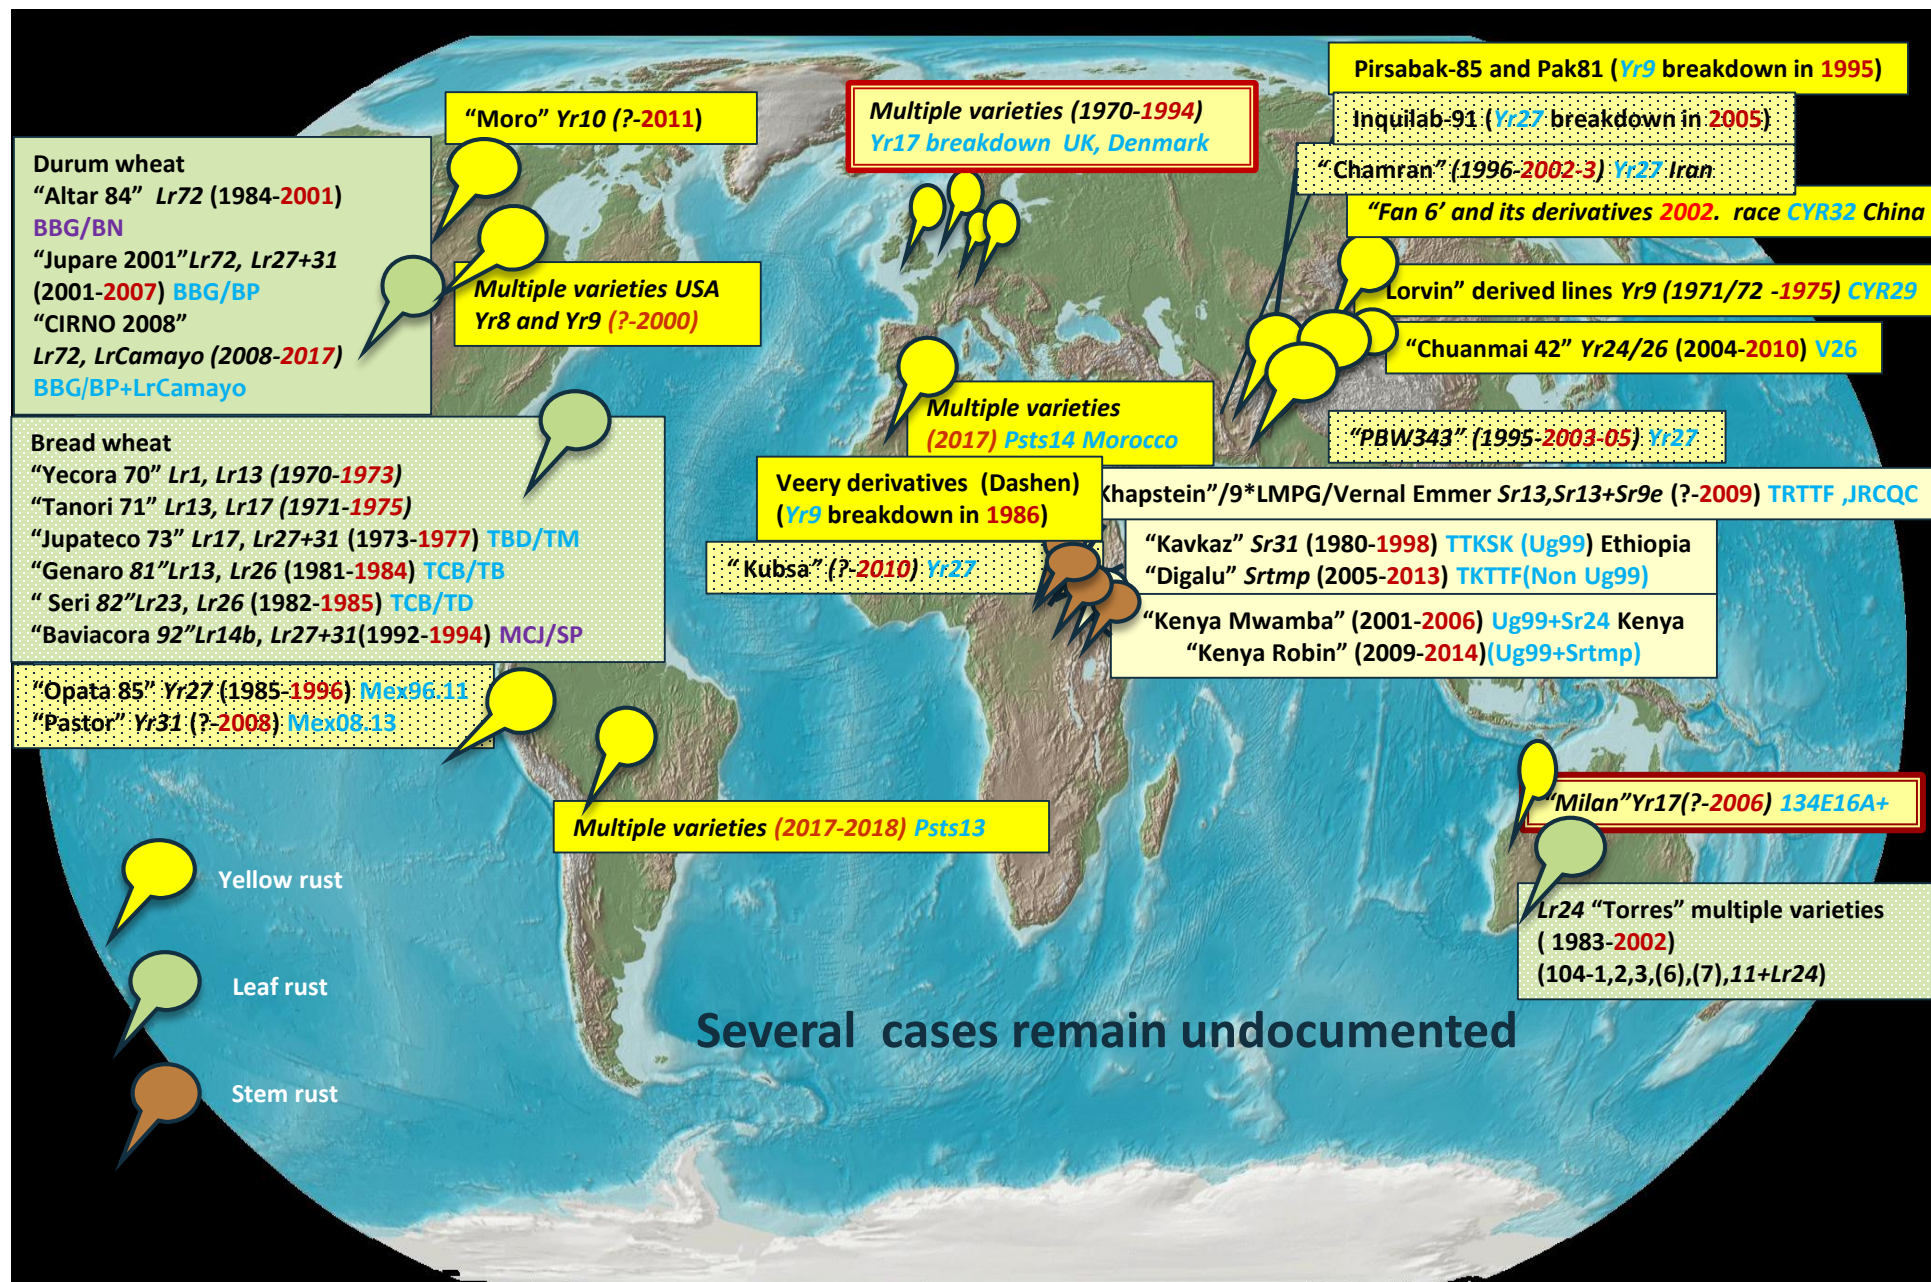 Pirsabak-85 and Pak81 (Yr9 breakdown in 1995)
Inquilab-91 (Yr27 breakdown in 2005)
“Chamran” (1996-2002-3) Yr27 Iran
“Fan 6’ and its derivatives 2002. race CYR32 China
Lorvin” derived lines Yr9 (1971/72 -1975) CYR29
“Chuanmai 42” Yr24/26 (2004-2010) V26
“PBW343” (1995-2003-05) Yr27
“Moro” Yr10 (?-2011)
Multiple varieties (1970-1994)
Yr17 breakdown UK, Denmark
Durum wheat
“Altar 84” Lr72 (1984-2001)
BBG/BN
“Jupare 2001”Lr72, Lr27+31
(2001-2007) BBG/BP
“CIRNO 2008”
Lr72, LrCamayo (2008-2017)
BBG/BP+LrCamayo
Multiple varieties USA
Yr8 and Yr9 (?-2000)
Multiple varieties
(2017) Psts14 Morocco
Bread wheat
“Yecora 70” Lr1, Lr13 (1970-1973)
“Tanori 71” Lr13, Lr17 (1971-1975)
“Jupateco 73” Lr17, Lr27+31 (1973-1977) TBD/TM
“Genaro 81”Lr13, Lr26 (1981-1984) TCB/TB
“ Seri 82”Lr23, Lr26 (1982-1985) TCB/TD
“Baviacora 92”Lr14b, Lr27+31(1992-1994) MCJ/SP
Veery derivatives (Dashen)
(Yr9 breakdown in 1986)
Khapstein”/9*LMPG/Vernal Emmer Sr13,Sr13+Sr9e (?-2009) TRTTF ,JRCQC
“ Kubsa” (?-2010) Yr27
“Kavkaz” Sr31 (1980-1998) TTKSK (Ug99) Ethiopia
“Digalu” Srtmp (2005-2013) TKTTF(Non Ug99)
“Kenya Mwamba” (2001-2006) Ug99+Sr24 Kenya
“Kenya Robin” (2009-2014)(Ug99+Srtmp)
“Opata 85” Yr27 (1985-1996) Mex96.11
“Pastor” Yr31 (?-2008) Mex08.13
Multiple varieties (2017-2018) Psts13
“Milan”Yr17(?-2006) 134E16A+
Lr24 “Torres” multiple varieties
( 1983-2002)
(104-1,2,3,(6),(7),11+Lr24)
Yellow rust
Leaf rust
Stem rust
Several cases remain undocumented